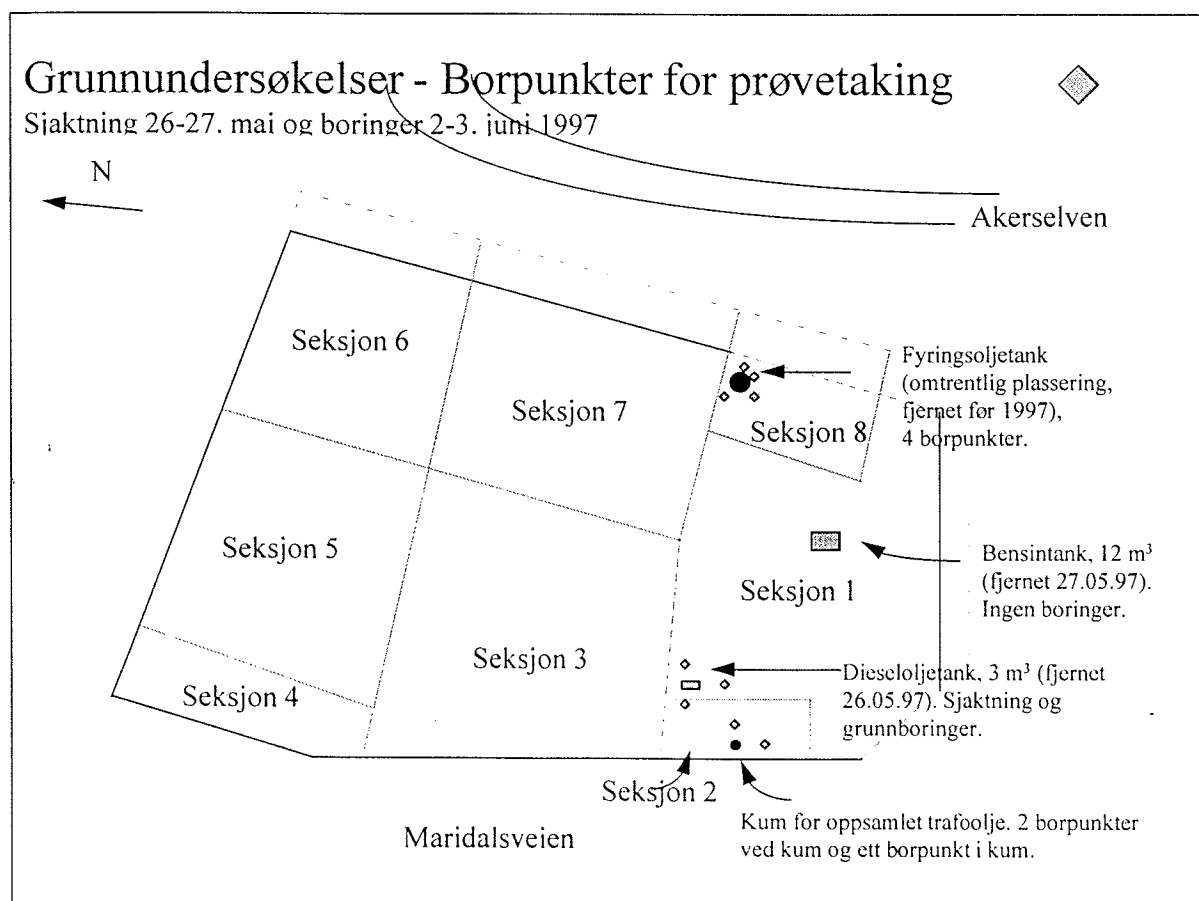 Grunnundersøkelser - Borpunkter for prøvetaking
Sjaktning 26-27. mai og boringer 2-3. juni 1997
N
Akerselven
Seksjon 6
Seksjon 7
Fyringsoljetank
(omtrentlig plassering,
fjernet før 1997),
4 borpunkter.
Seksjon 8
Seksjon 5
Bensintank, 12 m³
(fjernet 27.05.97).
Ingen boringer.
Seksjon 1
Seksjon 3
Dieseloljetank, 3 m³ (fjernet
26.05.97). Sjaktning og
grunnboringer.
Seksjon 4
Seksjon 2
Kum for oppsamlet trafoolje. 2 borpunkter
ved kum og ett borpunkt i kum.
Maridalsveien